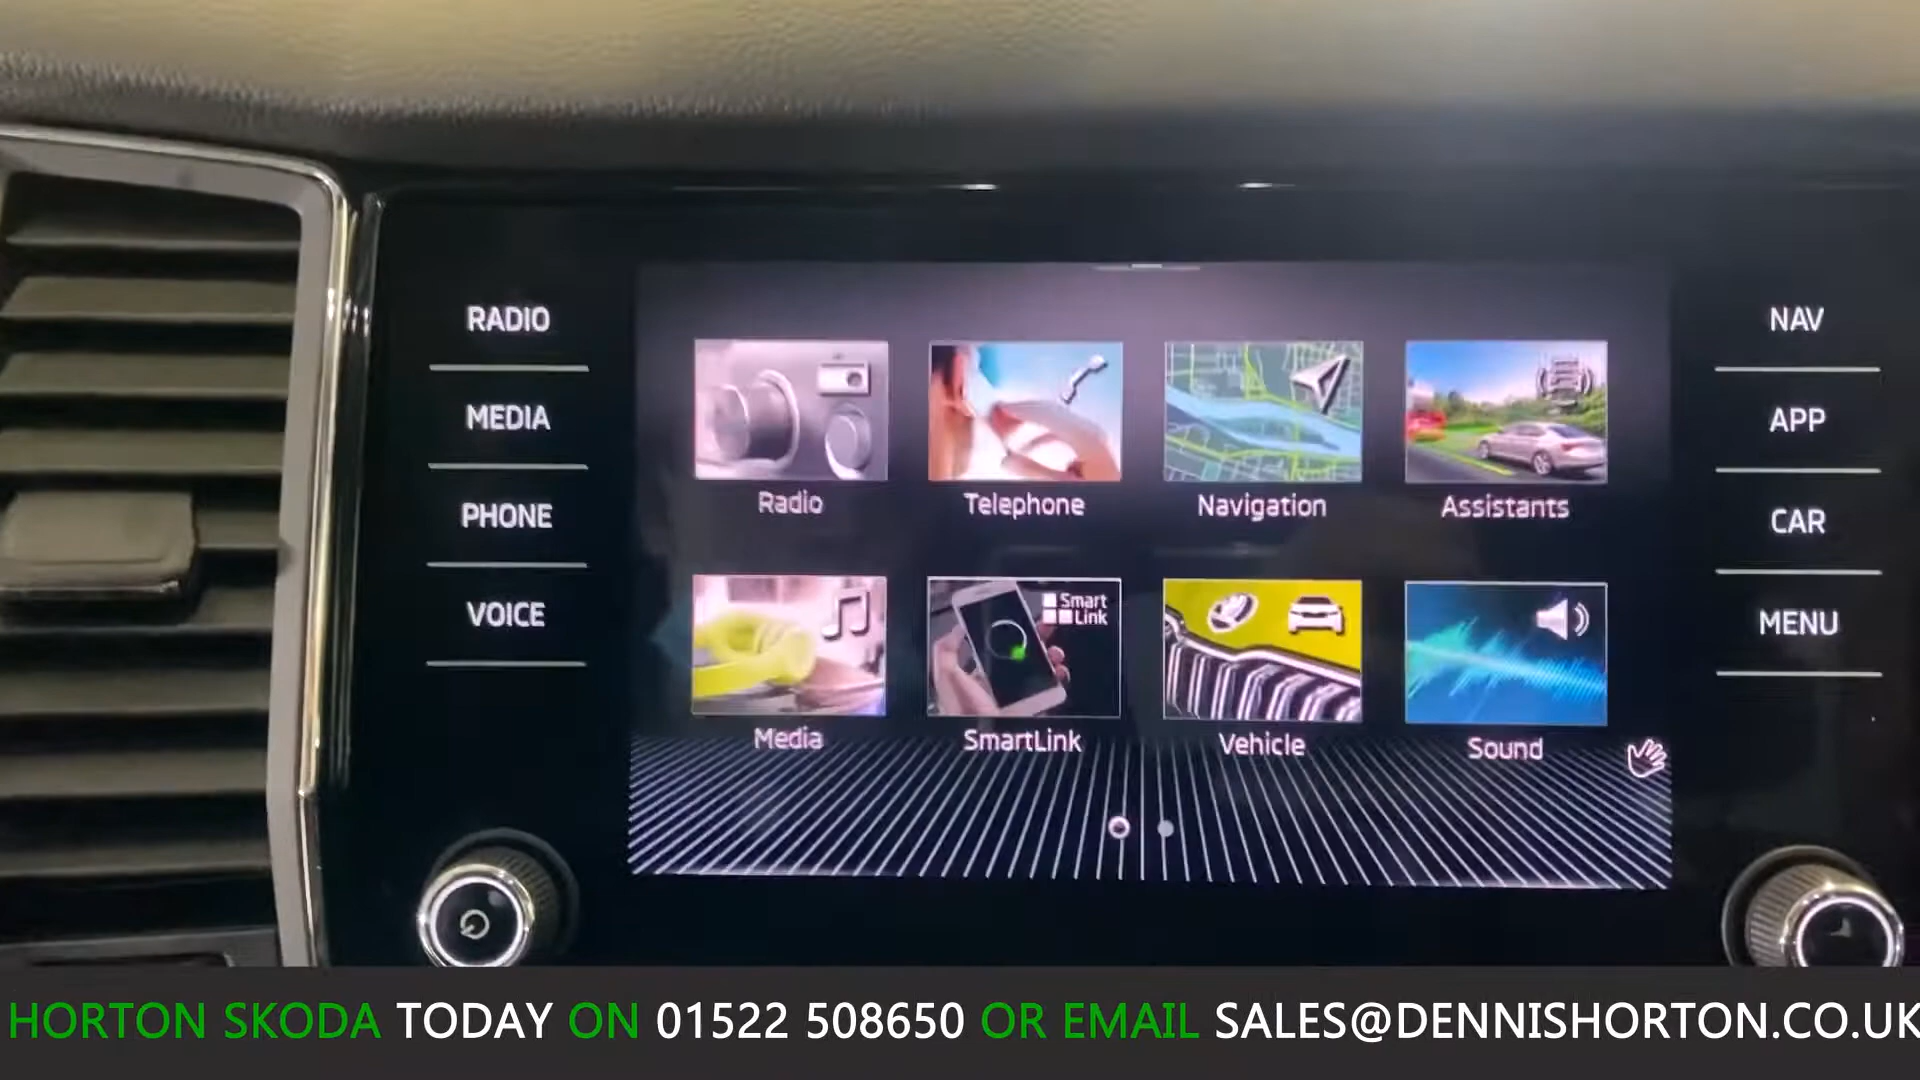 RADIO
MEDIA
PHONE
VOICE
Radio
Telephone
Navigation
Assistants
Smart
Link
Media
SmartLink
Vehicle
Sound
NAV
APP
CAR
MENU
HORTON SKODA TODAY ON 01522 508650 OR EMAIL SALES@DENNISHORTON.CO.UK